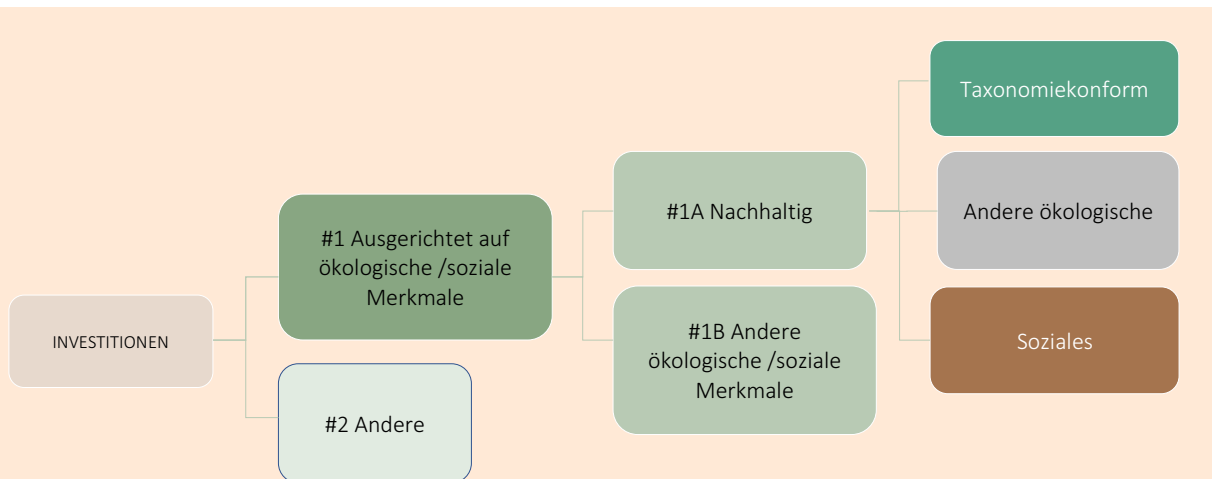 INVESTITIONEN
#1 Ausgerichtet auf
ökologische /soziale
Merkmale
#2 Andere
#1A Nachhaltig
#1B Andere
ökologische /soziale
Merkmale
Taxonomiekonform
Andere ökologische
Soziales